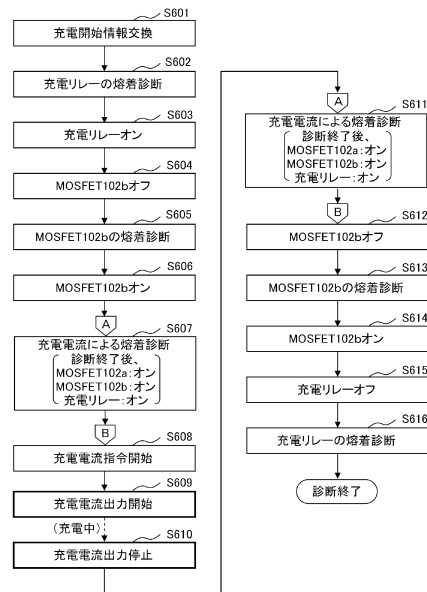 S601
充電開始情報交換
S602
充電リレーの熔着診断
S603
充電リレーオン
S604
MOSFET102bオフ
S605
MOSFET102bの熔着診断
S606
MOSFET102bオン
A
S607
充電電流による熔着診断
診断終了後、
MOSFET102a:オン
MOSFET102b:オン
充電リレー:オン
B
S608
充電電流指令開始
S609
充電電流出力開始
(充電中)
S610
充電電流出力停止
A
S611
充電電流による熔着診断
診断終了後、
MOSFET102a:オン
MOSFET102b:オン
充電リレー:オン
B
S612
MOSFET102bオフ
S613
MOSFET102bの熔着診断
S614
MOSFET102bオン
S615
充電リレーオフ
S616
充電リレーの熔着診断
診断終了